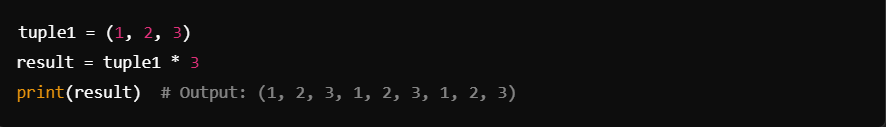 tuple1 = (1, 2, 3)
result = tuple1 * 3
print(result)  # Output: (1, 2, 3, 1, 2, 3, 1, 2, 3)